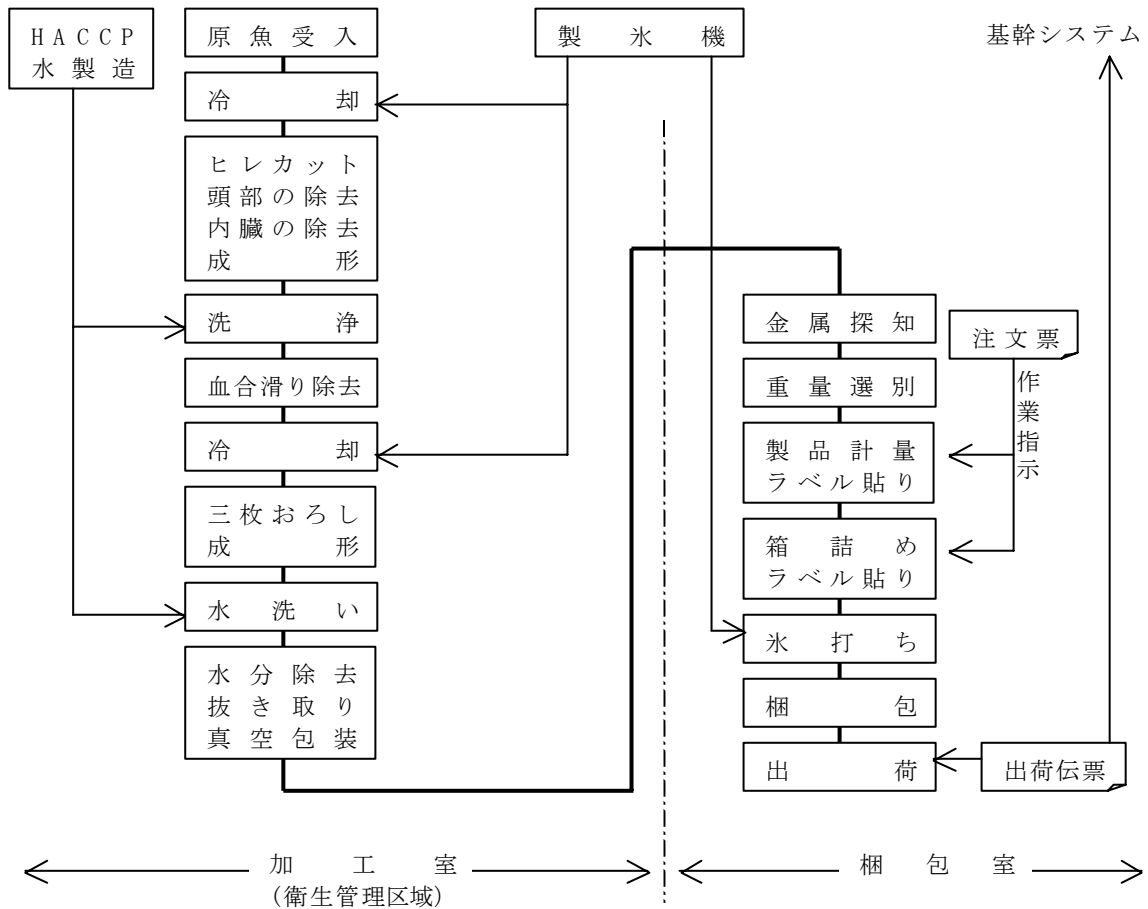 HACCP
水製造
原魚受入
製氷機
基幹システム
冷却
ヒレカット
頭部の除去
内臓の除去
成形
洗浄
血合滑り除去
冷却
三枚おろし
成形
水洗い
水分除去
抜き取り
真空包装
金属探知
注文票
作業指示
重量選別
製品計量
ラベル貼り
箱詰め
ラベル貼り
氷打ち
梱包
出荷
出荷伝票
加工室
(衛生管理区域)
梱包室